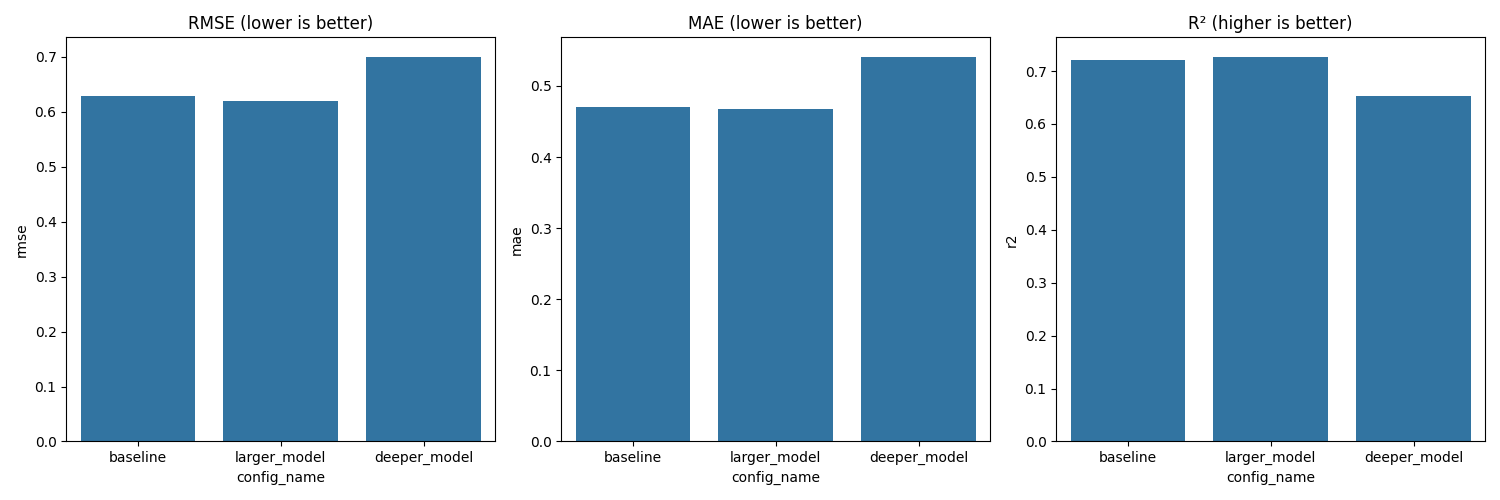 RMSE (lower is better)
rmse
0.7
0.6
0.5
0.4
0.3
0.2
0.1
0.0
baseline larger_model deeper_model
config_name
MAE (lower is better)
mae
0.5
0.4
0.3
0.2
0.1
0.0
baseline larger_model deeper_model
config_name
R² (higher is better)
r2
0.7
0.6
0.5
0.4
0.3
0.2
0.1
0.0
baseline larger_model deeper_model
config_name